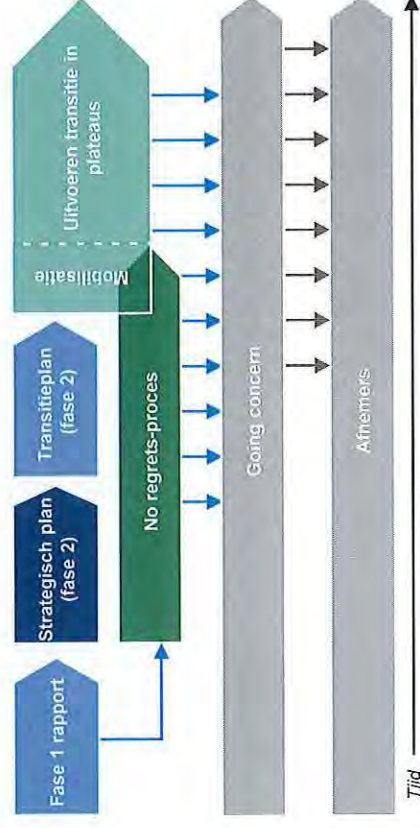 Fase 1 rapport
Strategisch plan
(fase 2)
Transitieplan
(fase 2)
Mobilisatie
Uitvoeren transitie in
plateaus
No regrets-proces
Going concern
Afnemers
Tijd